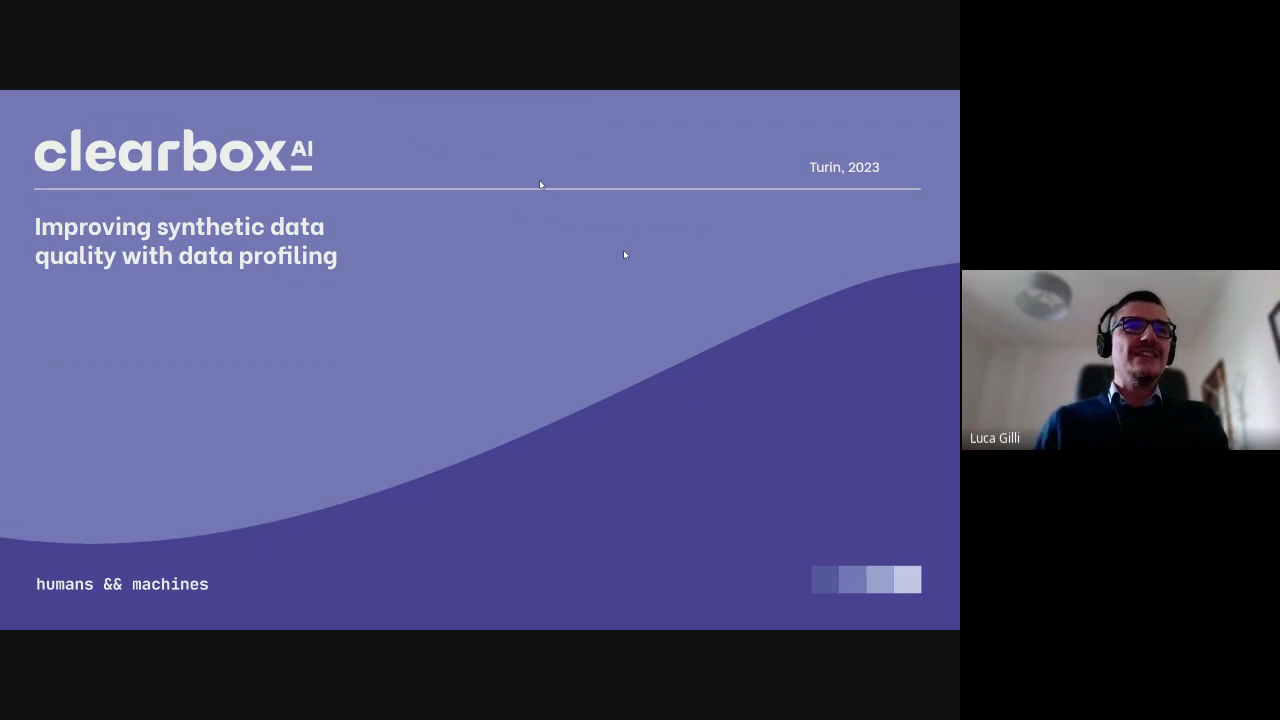 clearbox AI
Turin, 2023
Improving synthetic data
quality with data profiling
humans && machines
Luca Gilli